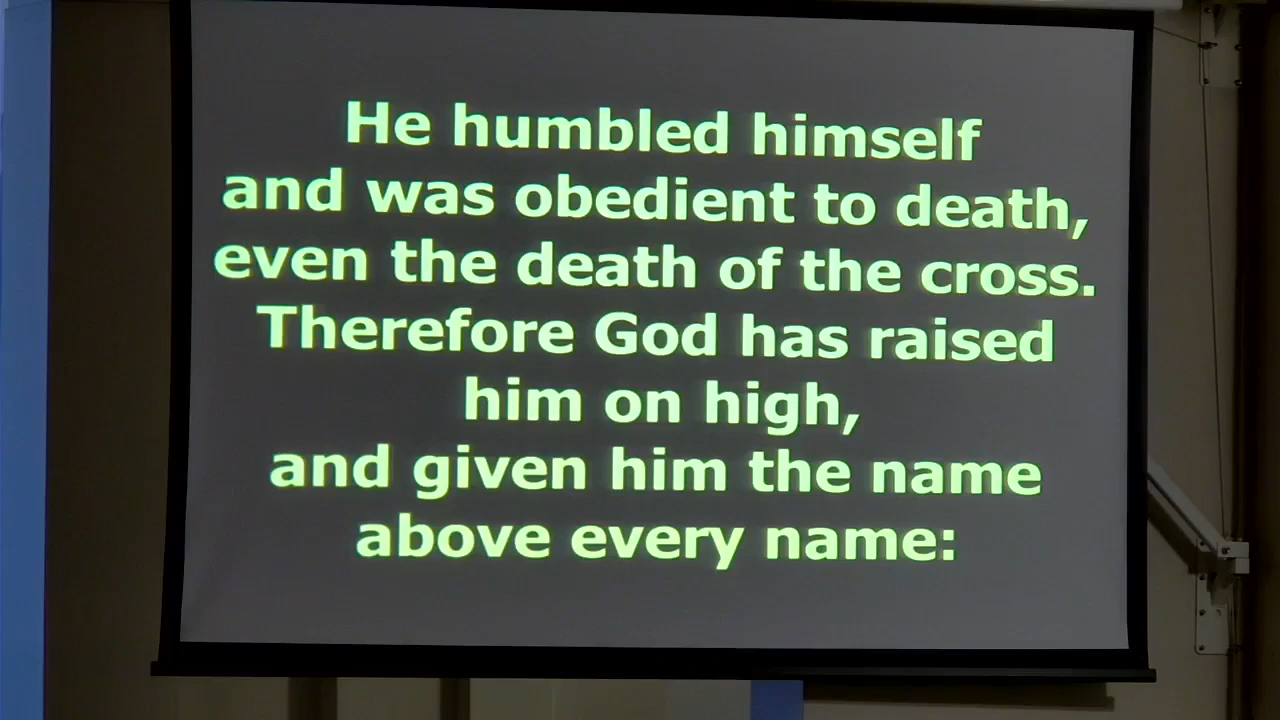 He humbled himself
and was obedient to death,
even the death of the cross.
Therefore God has raised
him on high,
and given him the name
above every name: